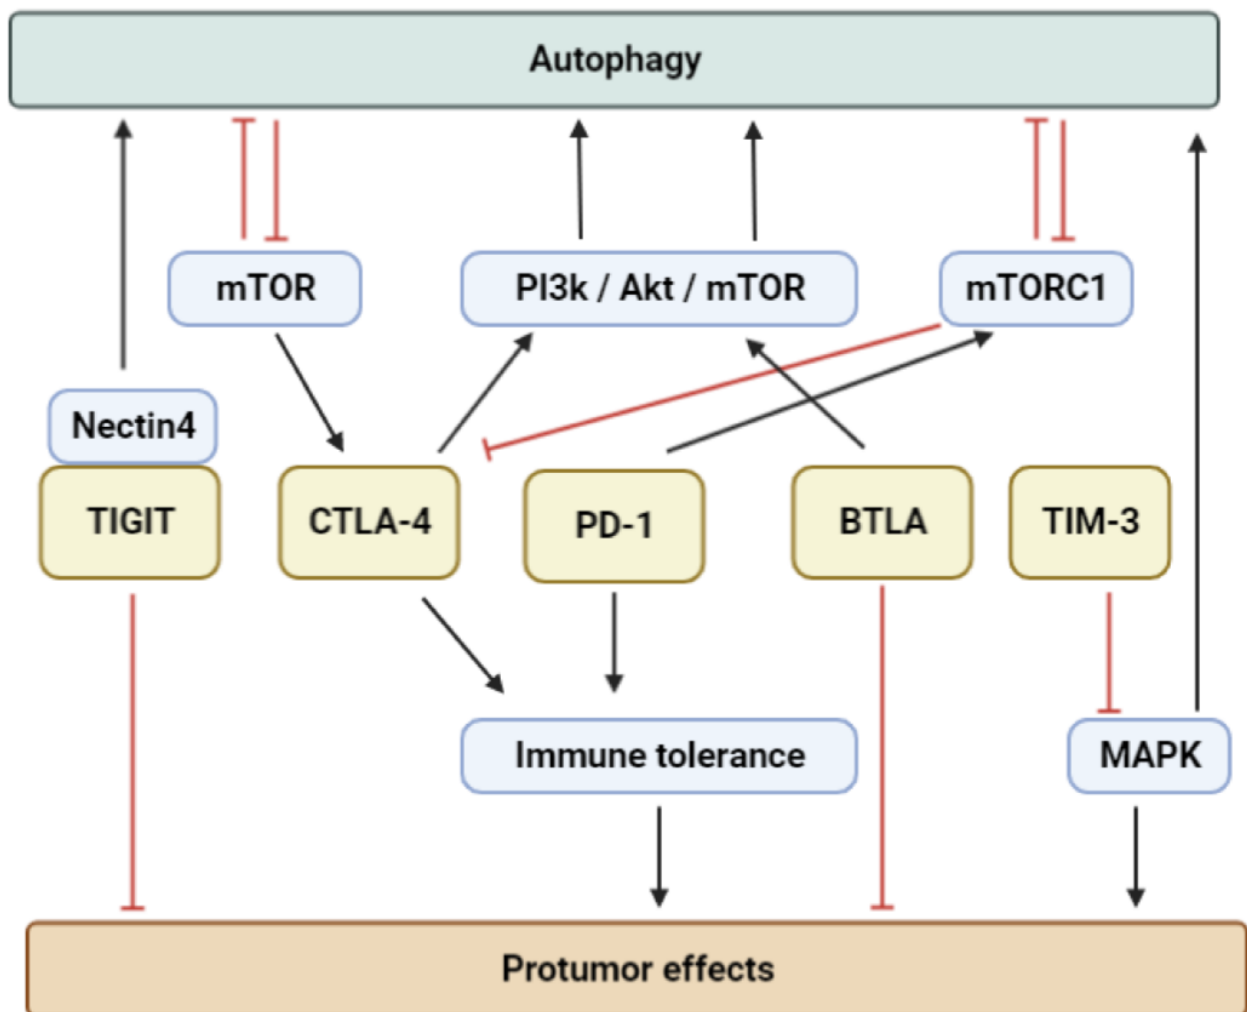 Autophagy
mTOR
PI3k / Akt / mTOR
mTORC1
Nectin4
TIGIT
CTLA-4
PD-1
BTLA
TIM-3
Immune tolerance
MAPK
Protumor effects